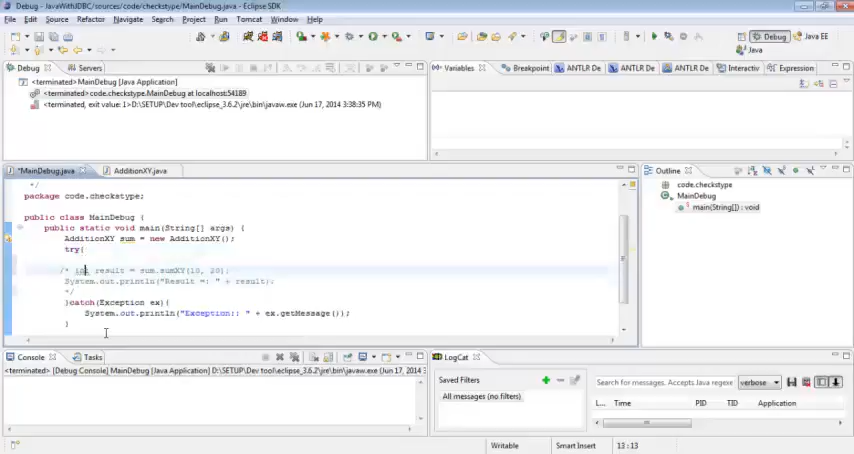 Debug - JavaWithJDBC/sources/code/checkstype/MainDebug.java - Eclipse SDK
File Edit Source Refactor Navigate Search Project Run Tomcat Window Help
Debug Java EE
Java
Debug Servers
<terminated> MainDebug [Java Application]
<terminated> code.checkstype.MainDebug at localhost:54189
<terminated, exit value: 1> D:\SETUP\Dev tool\eclipse_3.6.2\jre\bin\javaw.exe (Jun 17, 2014 3:38:35 PM)
Variables Breakpoint ANTLR De ANTLR De ANTLR De Interactiv Expression
*MainDebug.java AdditionXY.java
*/
package code.checkstype;
public class MainDebug {
public static void main(String[] args) {
AdditionXY sum = new AdditionXY();
try{
/* int result = sum.sumXY(10, 20);
System.out.println("Result =: " + result);
*/
}catch(Exception ex){
System.out.println("Exception:: " + ex.getMessage());
}
Outline
code.checkstype
MainDebug
main(String[]) : void
Console Tasks
<terminated> [Debug Console] MainDebug [Java Application] D:\SETUP\Dev tool\eclipse_3.6.2\jre\bin\javaw.exe (Jun 17, 2014 3
LogCat
Saved Filters
All messages (no filters)
Search for messages. Accepts Java regexe
verbose
L... Time PID TID Application
Writable Smart Insert 13 : 13